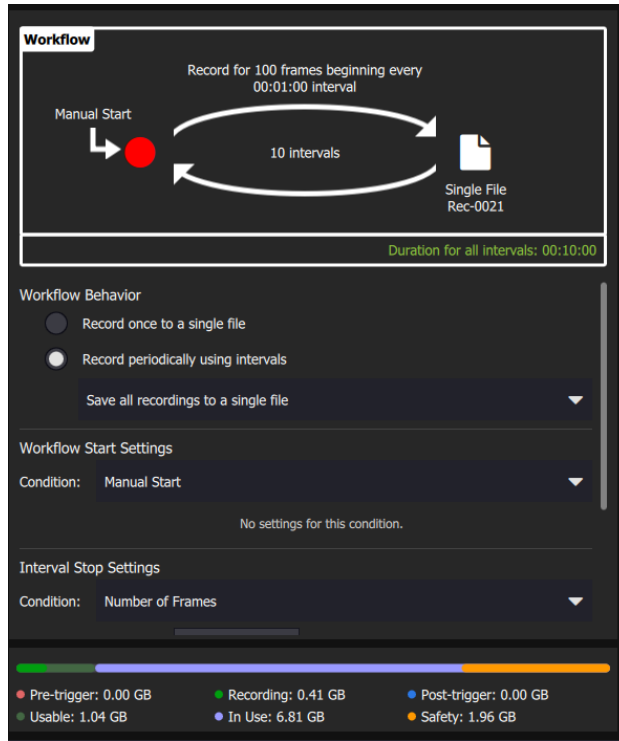 Workflow
Record for 100 frames beginning every
00:01:00 interval
Manual Start
10 intervals
Single File
Rec-0021
Duration for all intervals: 00:10:00
Workflow Behavior
Record once to a single file
Record periodically using intervals
Save all recordings to a single file
Workflow Start Settings
Condition: Manual Start
No settings for this condition.
Interval Stop Settings
Condition: Number of Frames
Pre-trigger: 0.00 GB Recording: 0.41 GB Post-trigger: 0.00 GB
Usable: 1.04 GB In Use: 6.81 GB Safety: 1.96 GB